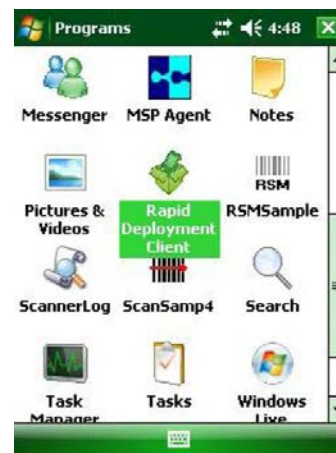 Programs 4:48
Messenger MSP Agent Notes
RSM
Pictures & Videos Rapid Deployment Client RSMSample
ScannerLog ScanSamp4 Search
Task Manager Tasks Windows Live